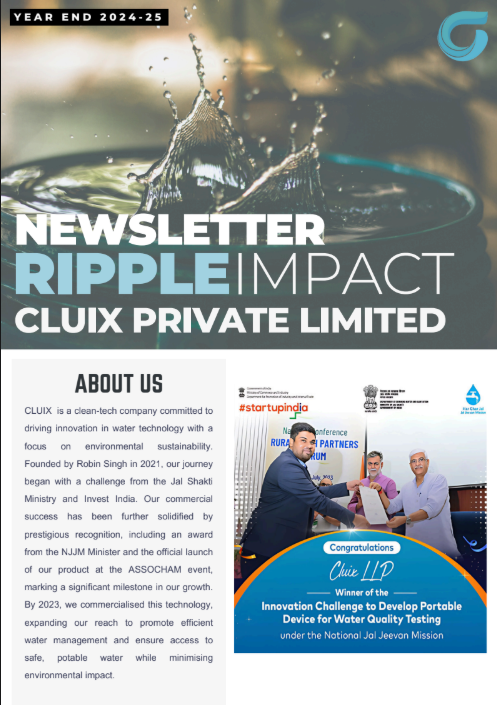 YEAR END 2024-25
NEWSLETTER
RIPPLE IMPACT
CLUIX PRIVATE LIMITED
ABOUT US
CLUIX is a clean-tech company committed to
driving innovation in water technology with a
focus on environmental sustainability.
Founded by Robin Singh in 2021, our journey
began with a challenge from the Jal Shakti
Ministry and Invest India. Our commercial
success has been further solidified by
prestigious recognition, including an award
from the NJJM Minister and the official launch
of our product at the ASSOCHAM event,
marking a significant milestone in our growth.
By 2023, we commercialised this technology,
expanding our reach to promote efficient
water management and ensure access to
safe, potable water while minimising
environmental impact.
#startupindia
Congratulations
Cluix LLP
Winner of the
Innovation Challenge to Develop Portable
Device for Water Quality Testing
under the National Jal Jeevan Mission